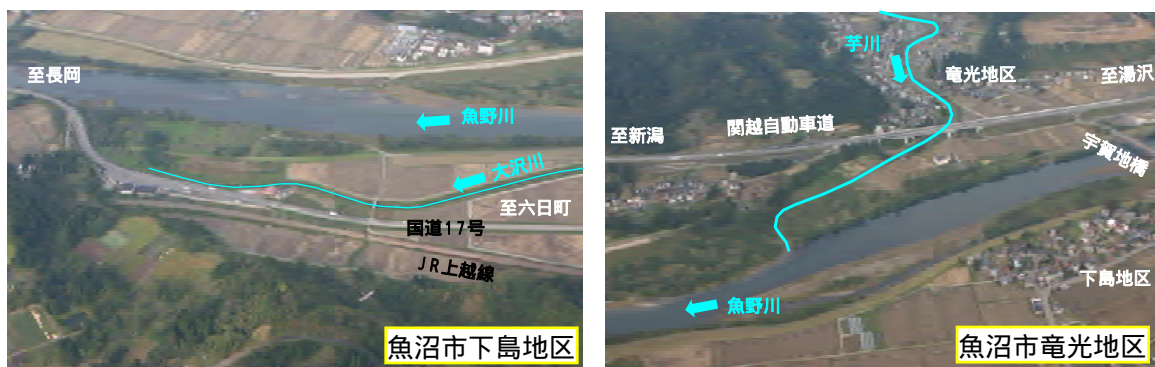 至長岡
魚野川
大沢川
至六日町
国道17号
JR上越線
魚沼市下島地区
芋川
竜光地区
至湯沢
関越自動車道
至新潟
宇賀地橋
下島地区
魚野川
魚沼市竜光地区